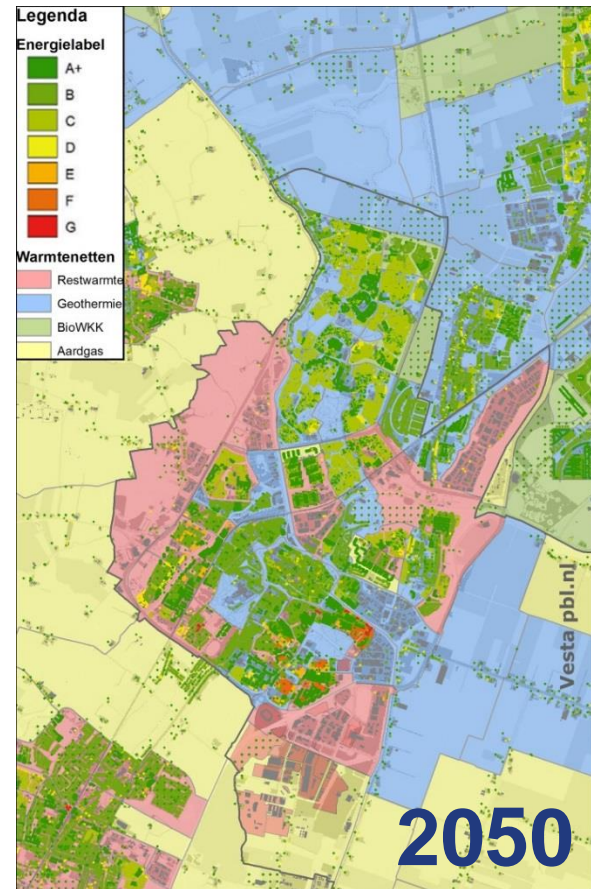 Legenda
Energielabel
A+
B
C
D
E
F
G
Warmtenetten
Restwarmte
Geothermie
BioWKK
Aardgas
Vesta pbl.nl
2050